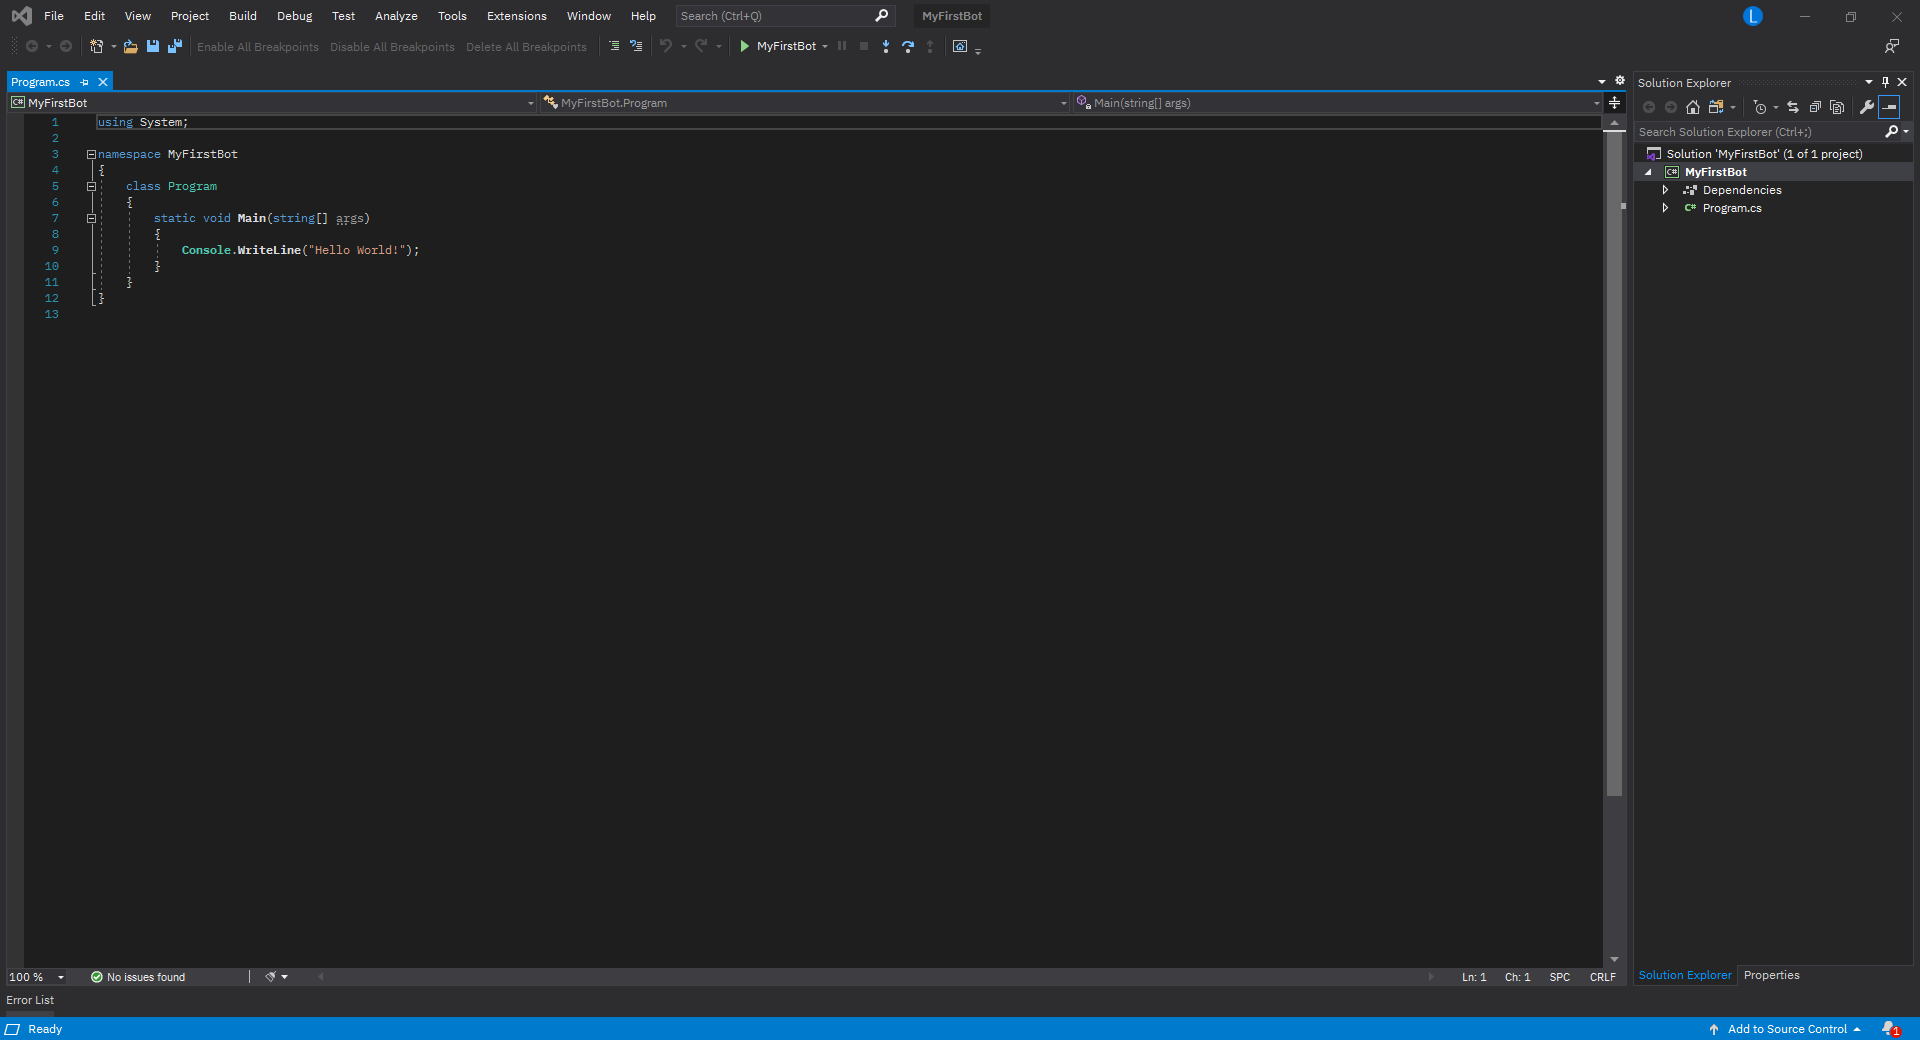 File Edit View Project Build Debug Test Analyze Tools Extensions Window Help Search (Ctrl+Q) MyFirstBot L
Enable All Breakpoints Disable All Breakpoints Delete All Breakpoints MyFirstBot
Program.cs
C# MyFirstBot MyFirstBot.Program Main(string[] args)
1 using System;
2
3 namespace MyFirstBot
4 {
5 class Program
6 {
7 static void Main(string[] args)
8 {
9 Console.WriteLine("Hello World!");
10 }
11 }
12 }
13
Solution Explorer
Search Solution Explorer (Ctrl+;)
Solution 'MyFirstBot' (1 of 1 project)
C# MyFirstBot
Dependencies
C# Program.cs
100 % No issues found Ln: 1 Ch: 1 SPC CRLF
Solution Explorer Properties
Error List
Ready Add to Source Control 1